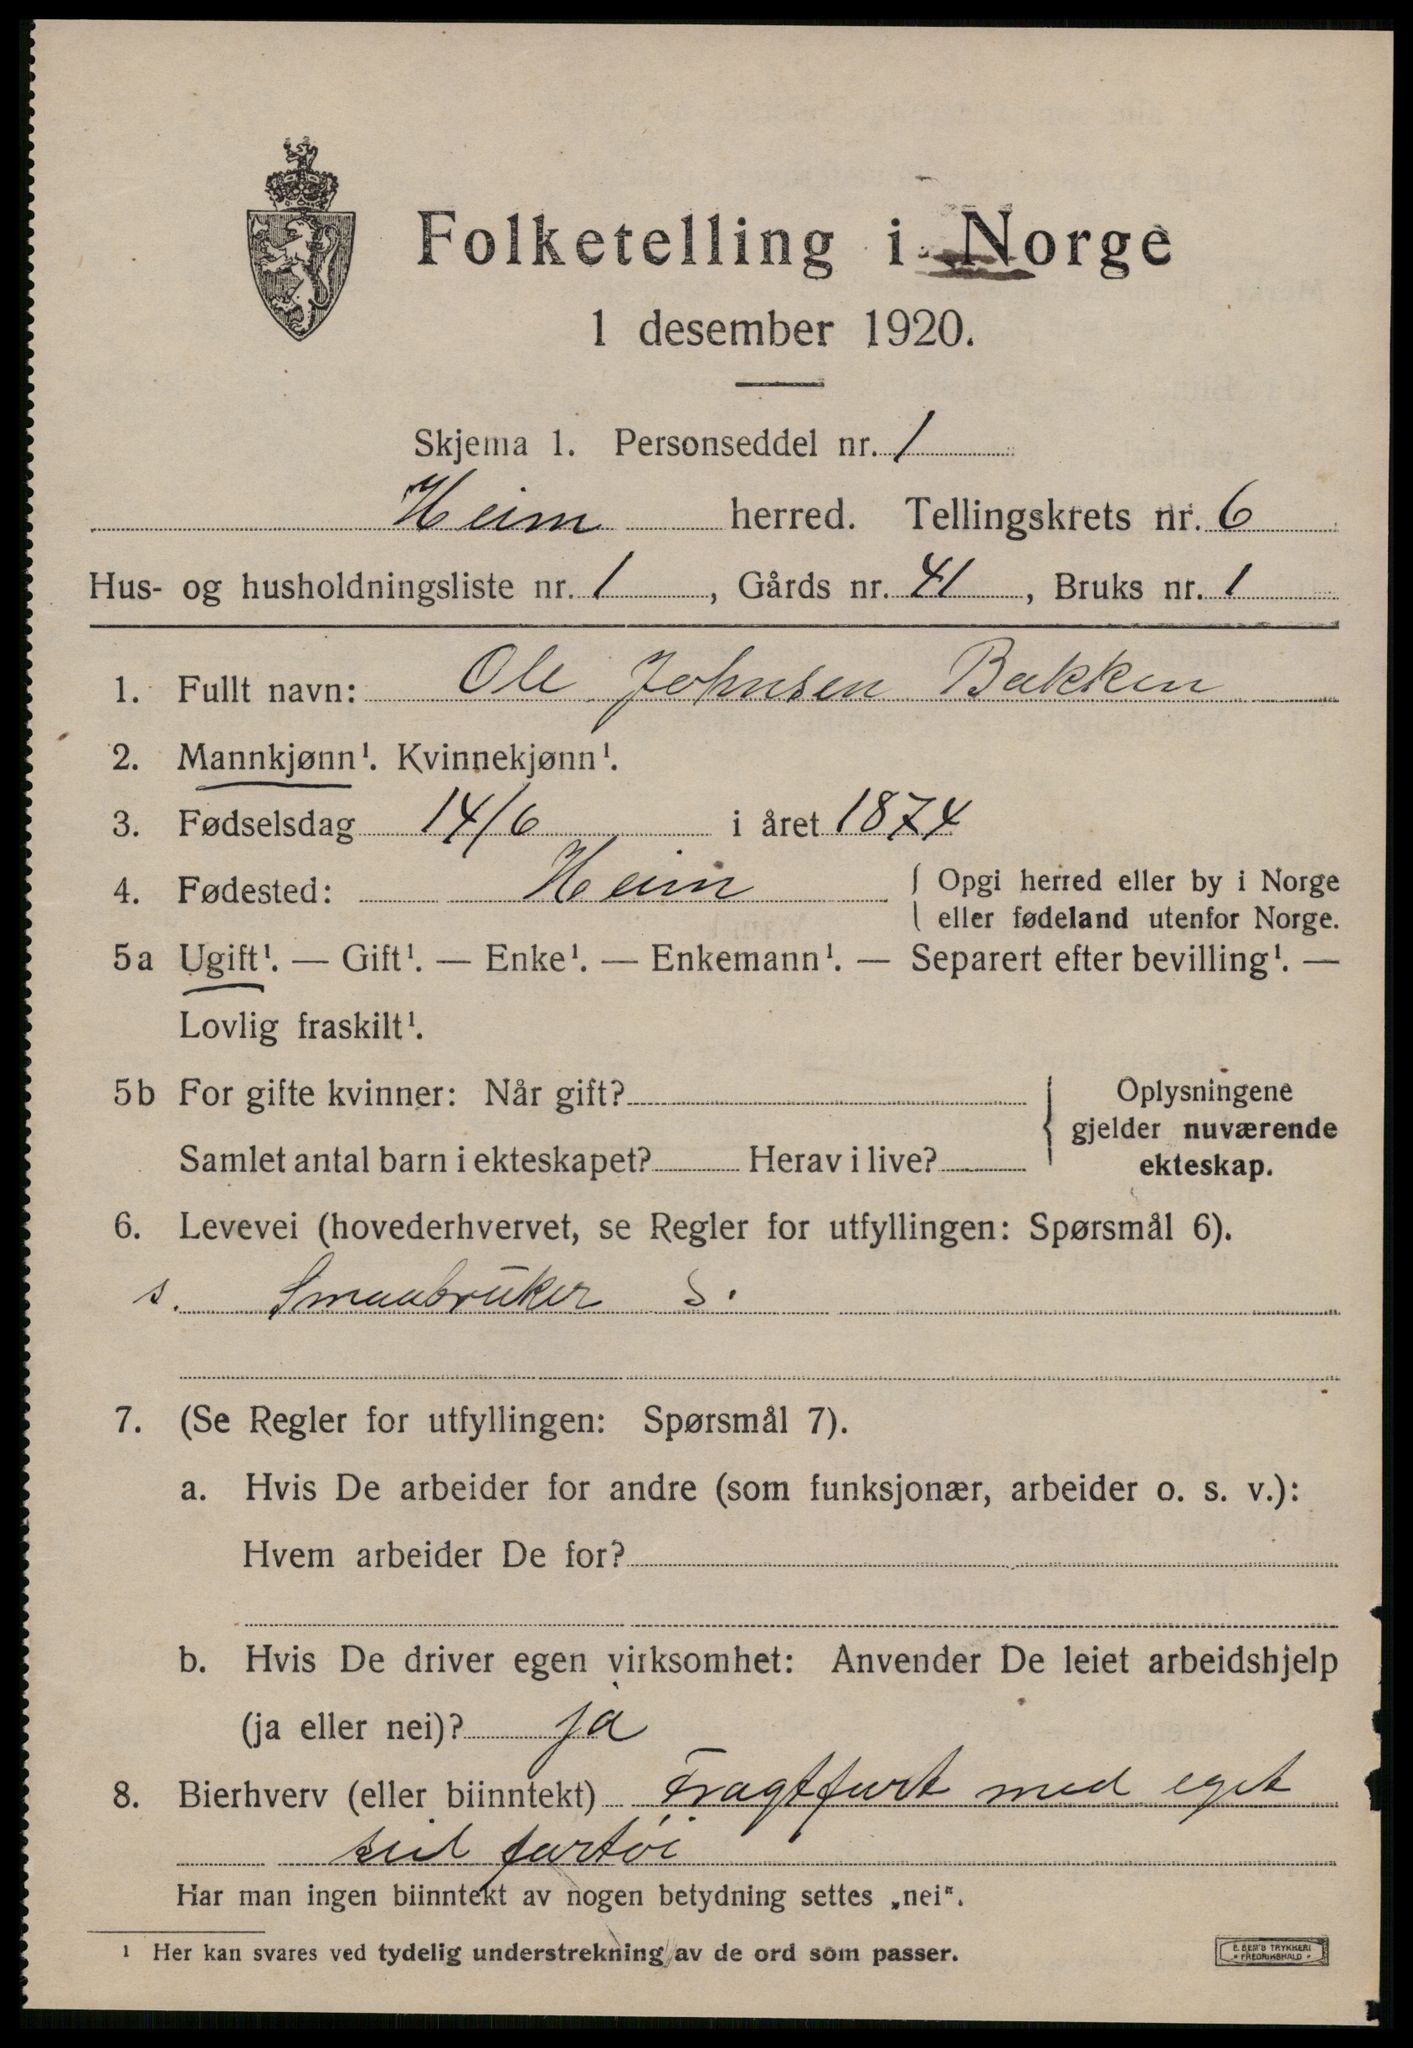 Folketelling i Norge
1 desember 1920.
Skjema 1. Personseddel nr. 1
Heim herred. Tellingskrets nr. 6
Hus- og husholdningsliste nr. 1, Gårds nr. 41, Bruks nr. 1
1. Fullt navn: Ole Johnsen Bakken
2. Mannkjønn¹. Kvinnekjønn¹.
3. Fødselsdag 14/6 i året 1874
4. Fødested: Heim { Opgi herred eller by i Norge
eller fødeland utenfor Norge.
5a Ugift¹. — Gift¹. — Enke¹. — Enkemann¹. — Separert efter bevilling¹. —
Lovlig fraskilt¹.
5b For gifte kvinner: Når gift? { Oplysningene
gjelder nuværende
Samlet antal barn i ekteskapet? Herav i live? ekteskap.
6. Levevei (hovederhvervet, se Regler for utfyllingen: Spørsmål 6).
s. Smaabruker S.
7. (Se Regler for utfyllingen: Spørsmål 7).
a. Hvis De arbeider for andre (som funksjonær, arbeider o. s. v.):
Hvem arbeider De for?
b. Hvis De driver egen virksomhet: Anvender De leiet arbeidshjelp
(ja eller nei)? ja
8. Bierhverv (eller biinntekt) Fragtfart med eget
seil fartöi
Har man ingen biinntekt av nogen betydning settes „nei".
¹ Her kan svares ved tydelig understrekning av de ord som passer.
E. SEM'S TRYKKERI
FREDRIKSHALD